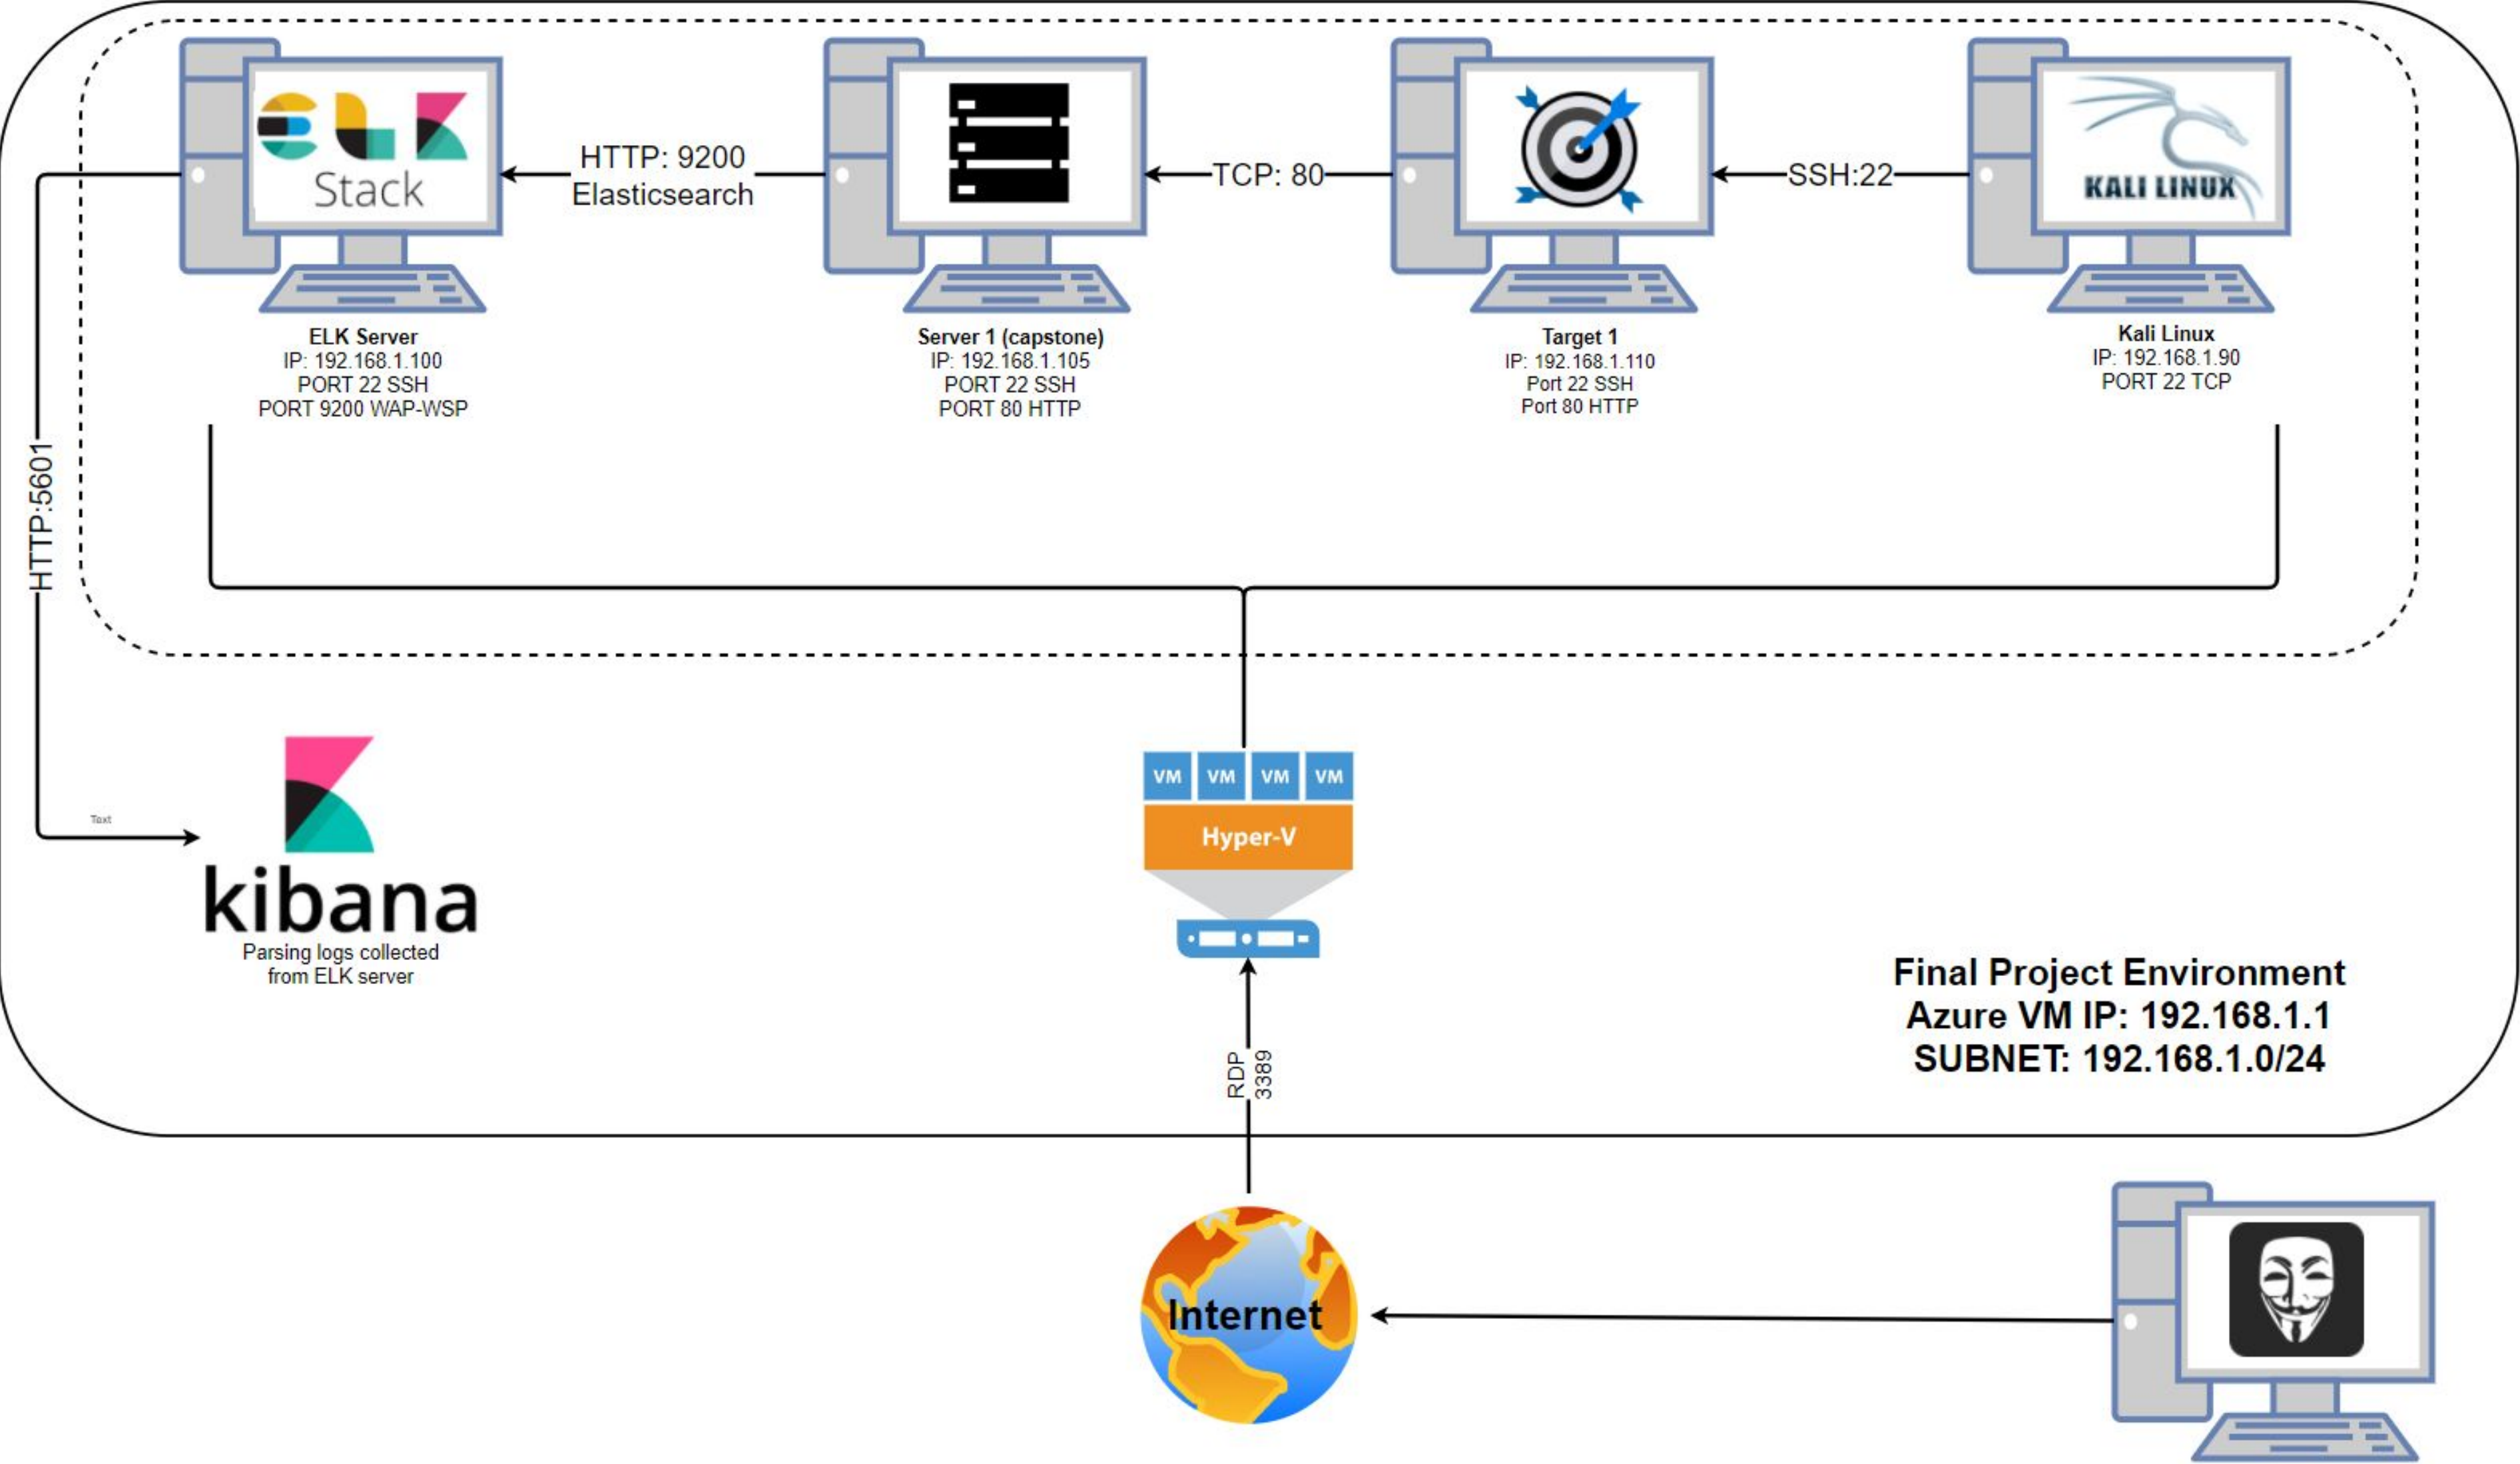 ELK
Stack
HTTP: 9200
Elasticsearch
TCP: 80
SSH:22
KALI LINUX
ELK Server
IP: 192.168.1.100
PORT 22 SSH
PORT 9200 WAP-WSP
Server 1 (capstone)
IP: 192.168.1.105
PORT 22 SSH
PORT 80 HTTP
Target 1
IP: 192.168.1.110
Port 22 SSH
Port 80 HTTP
Kali Linux
IP: 192.168.1.90
PORT 22 TCP
HTTP:5601
Text
kibana
Parsing logs collected
from ELK server
VM VM VM VM
Hyper-V
RDP
3389
Final Project Environment
Azure VM IP: 192.168.1.1
SUBNET: 192.168.1.0/24
Internet